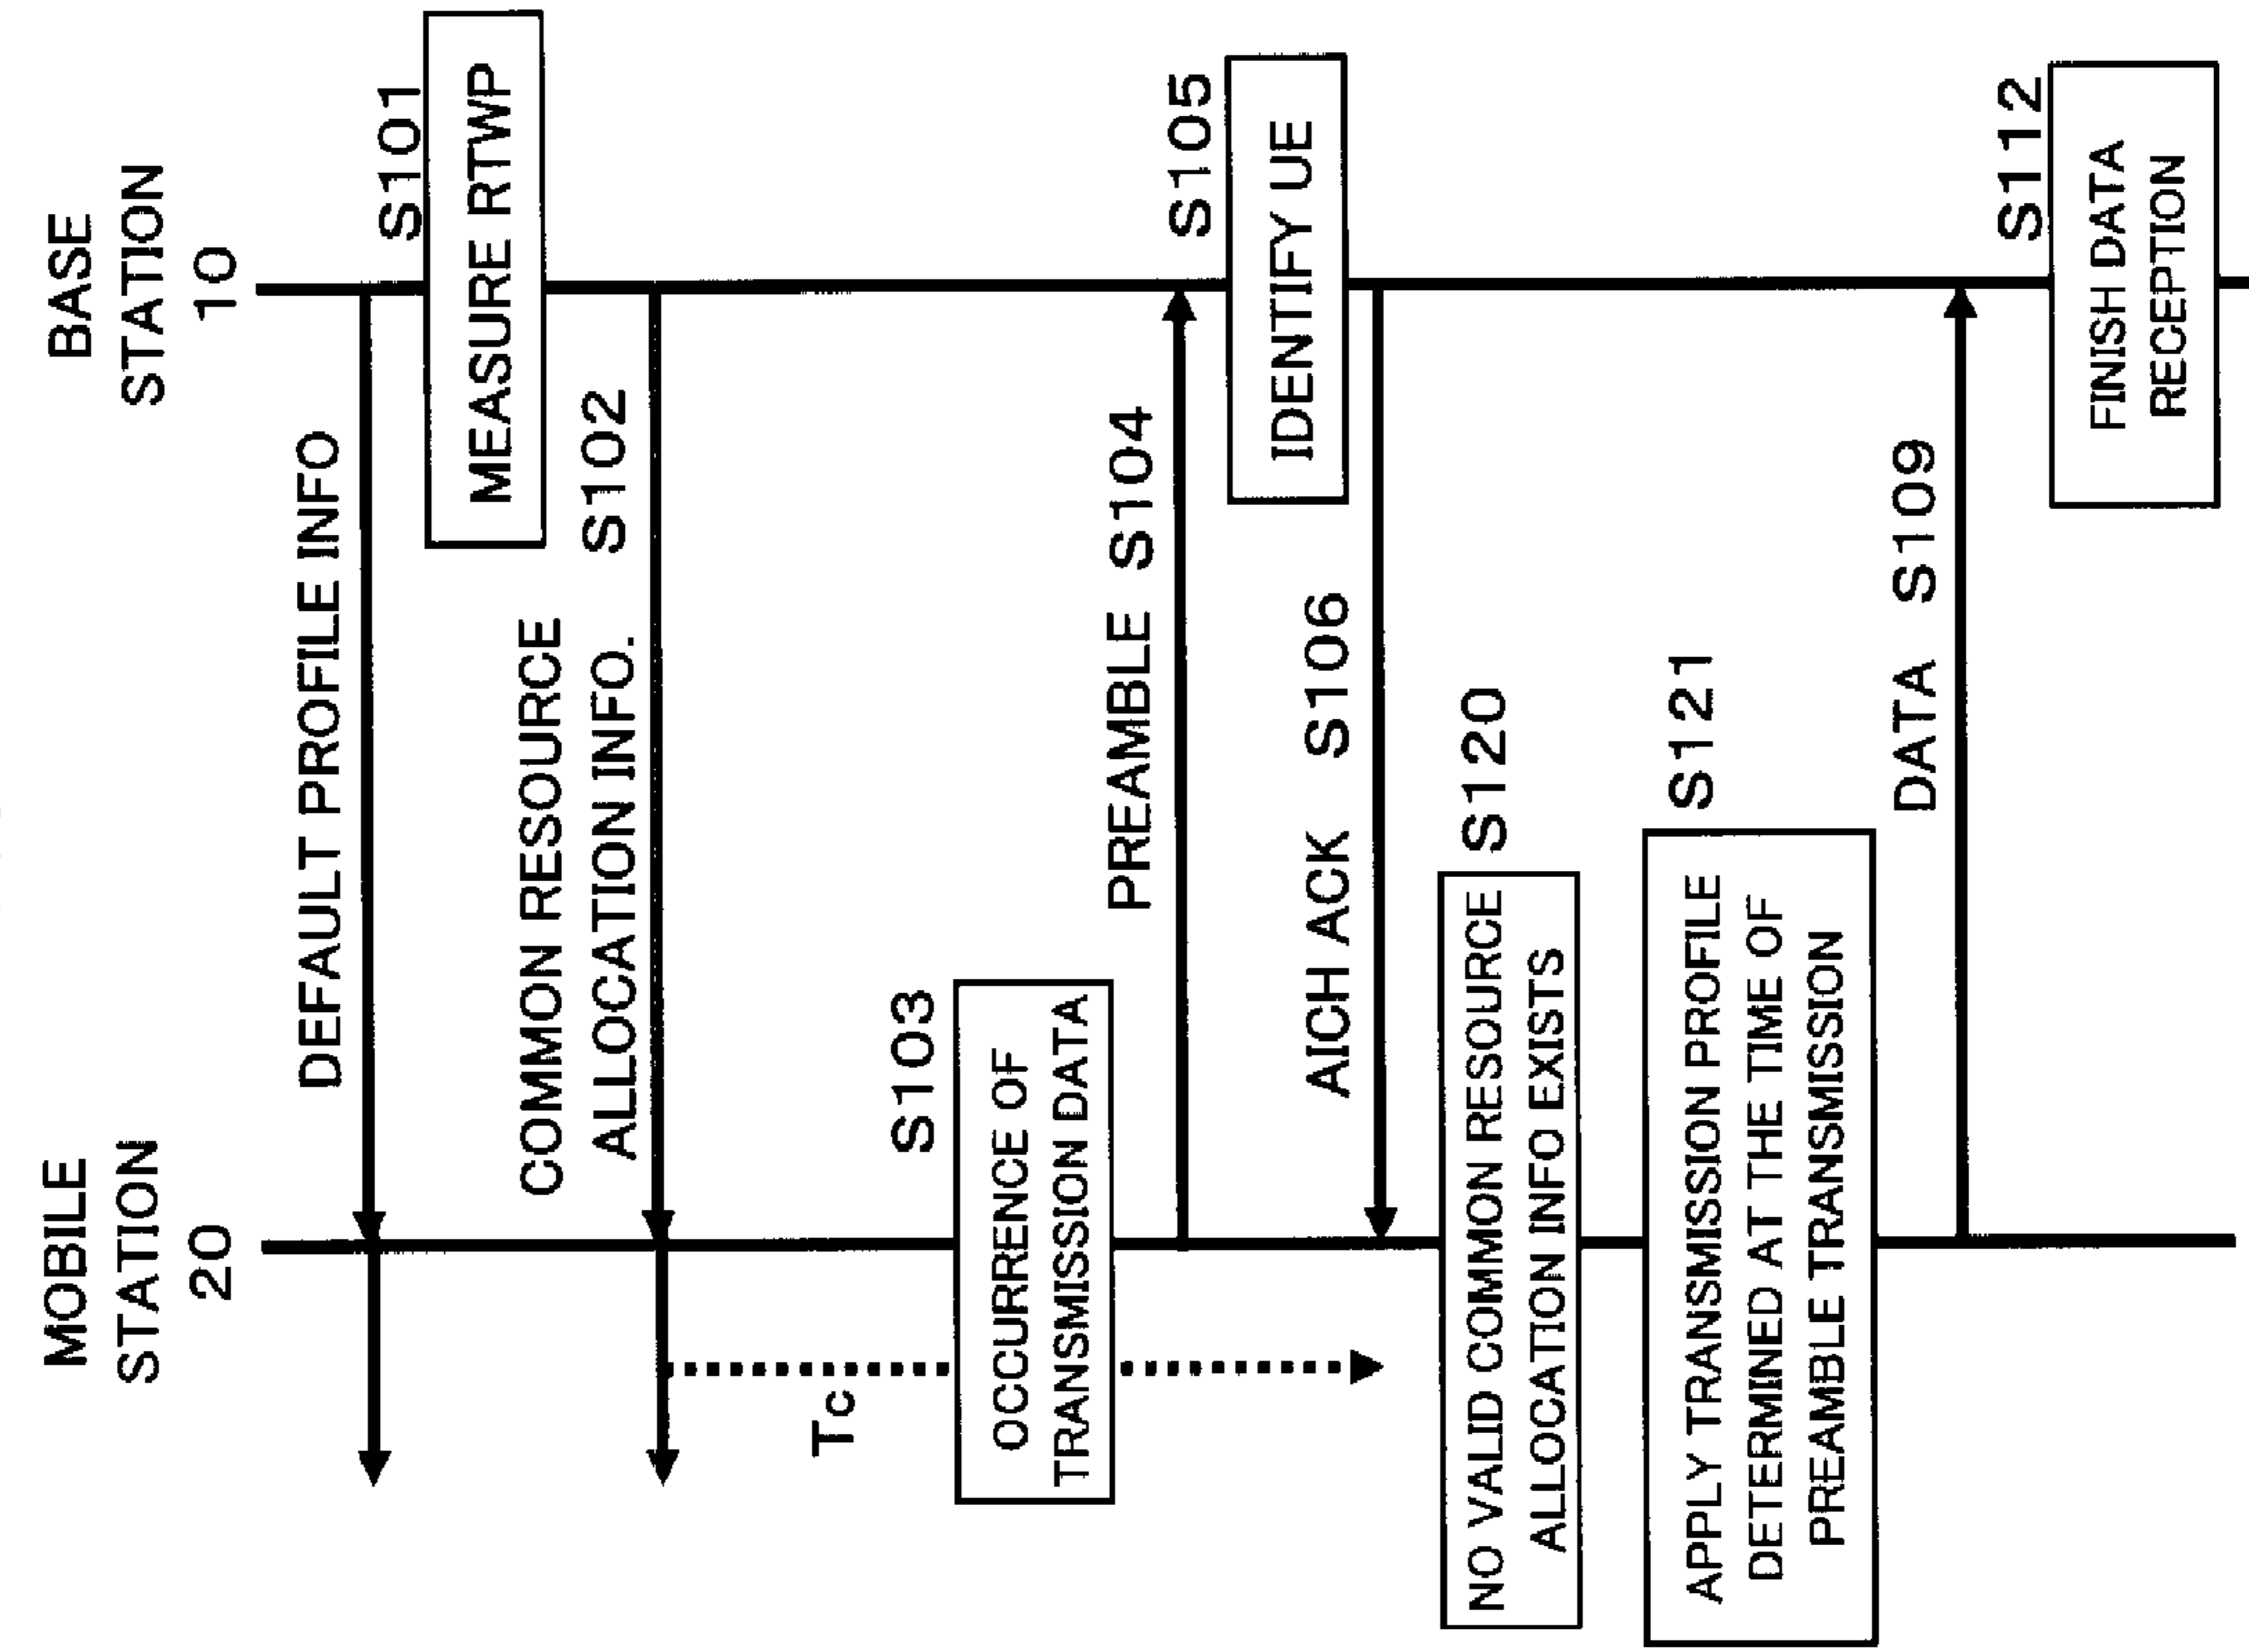 MOBILE
STATION
20
BASE
STATION
10
DEFAULT PROFILE INFO
S101
MEASURE RTWP
COMMON RESOURCE
ALLOCATION INFO.
S102
Tc
S103
OCCURRENCE OF
TRANSMISSION DATA
PREAMBLE S104
S105
IDENTIFY UE
AICH ACK S106
S120
NO VALID COMMON RESOURCE
ALLOCATION INFO EXISTS
S121
APPLY TRANSMISSION PROFILE
DETERMINED AT THE TIME OF
PREAMBLE TRANSMISSION
DATA S109
S112
FINISH DATA
RECEPTION